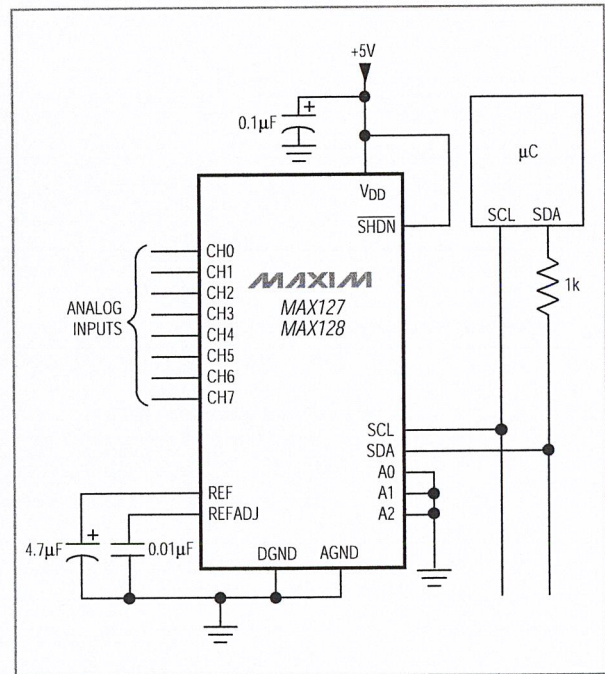 +5V
0.1µF
+
µC
VDD
SCL SDA
SHDN
CH0
CH1
CH2
CH3
CH4
CH5
CH6
CH7
ANALOG
INPUTS
MAXIM
MAX127
MAX128
1k
SCL
SDA
A0
A1
A2
REF
REFADJ
4.7µF
+
0.01µF
DGND AGND